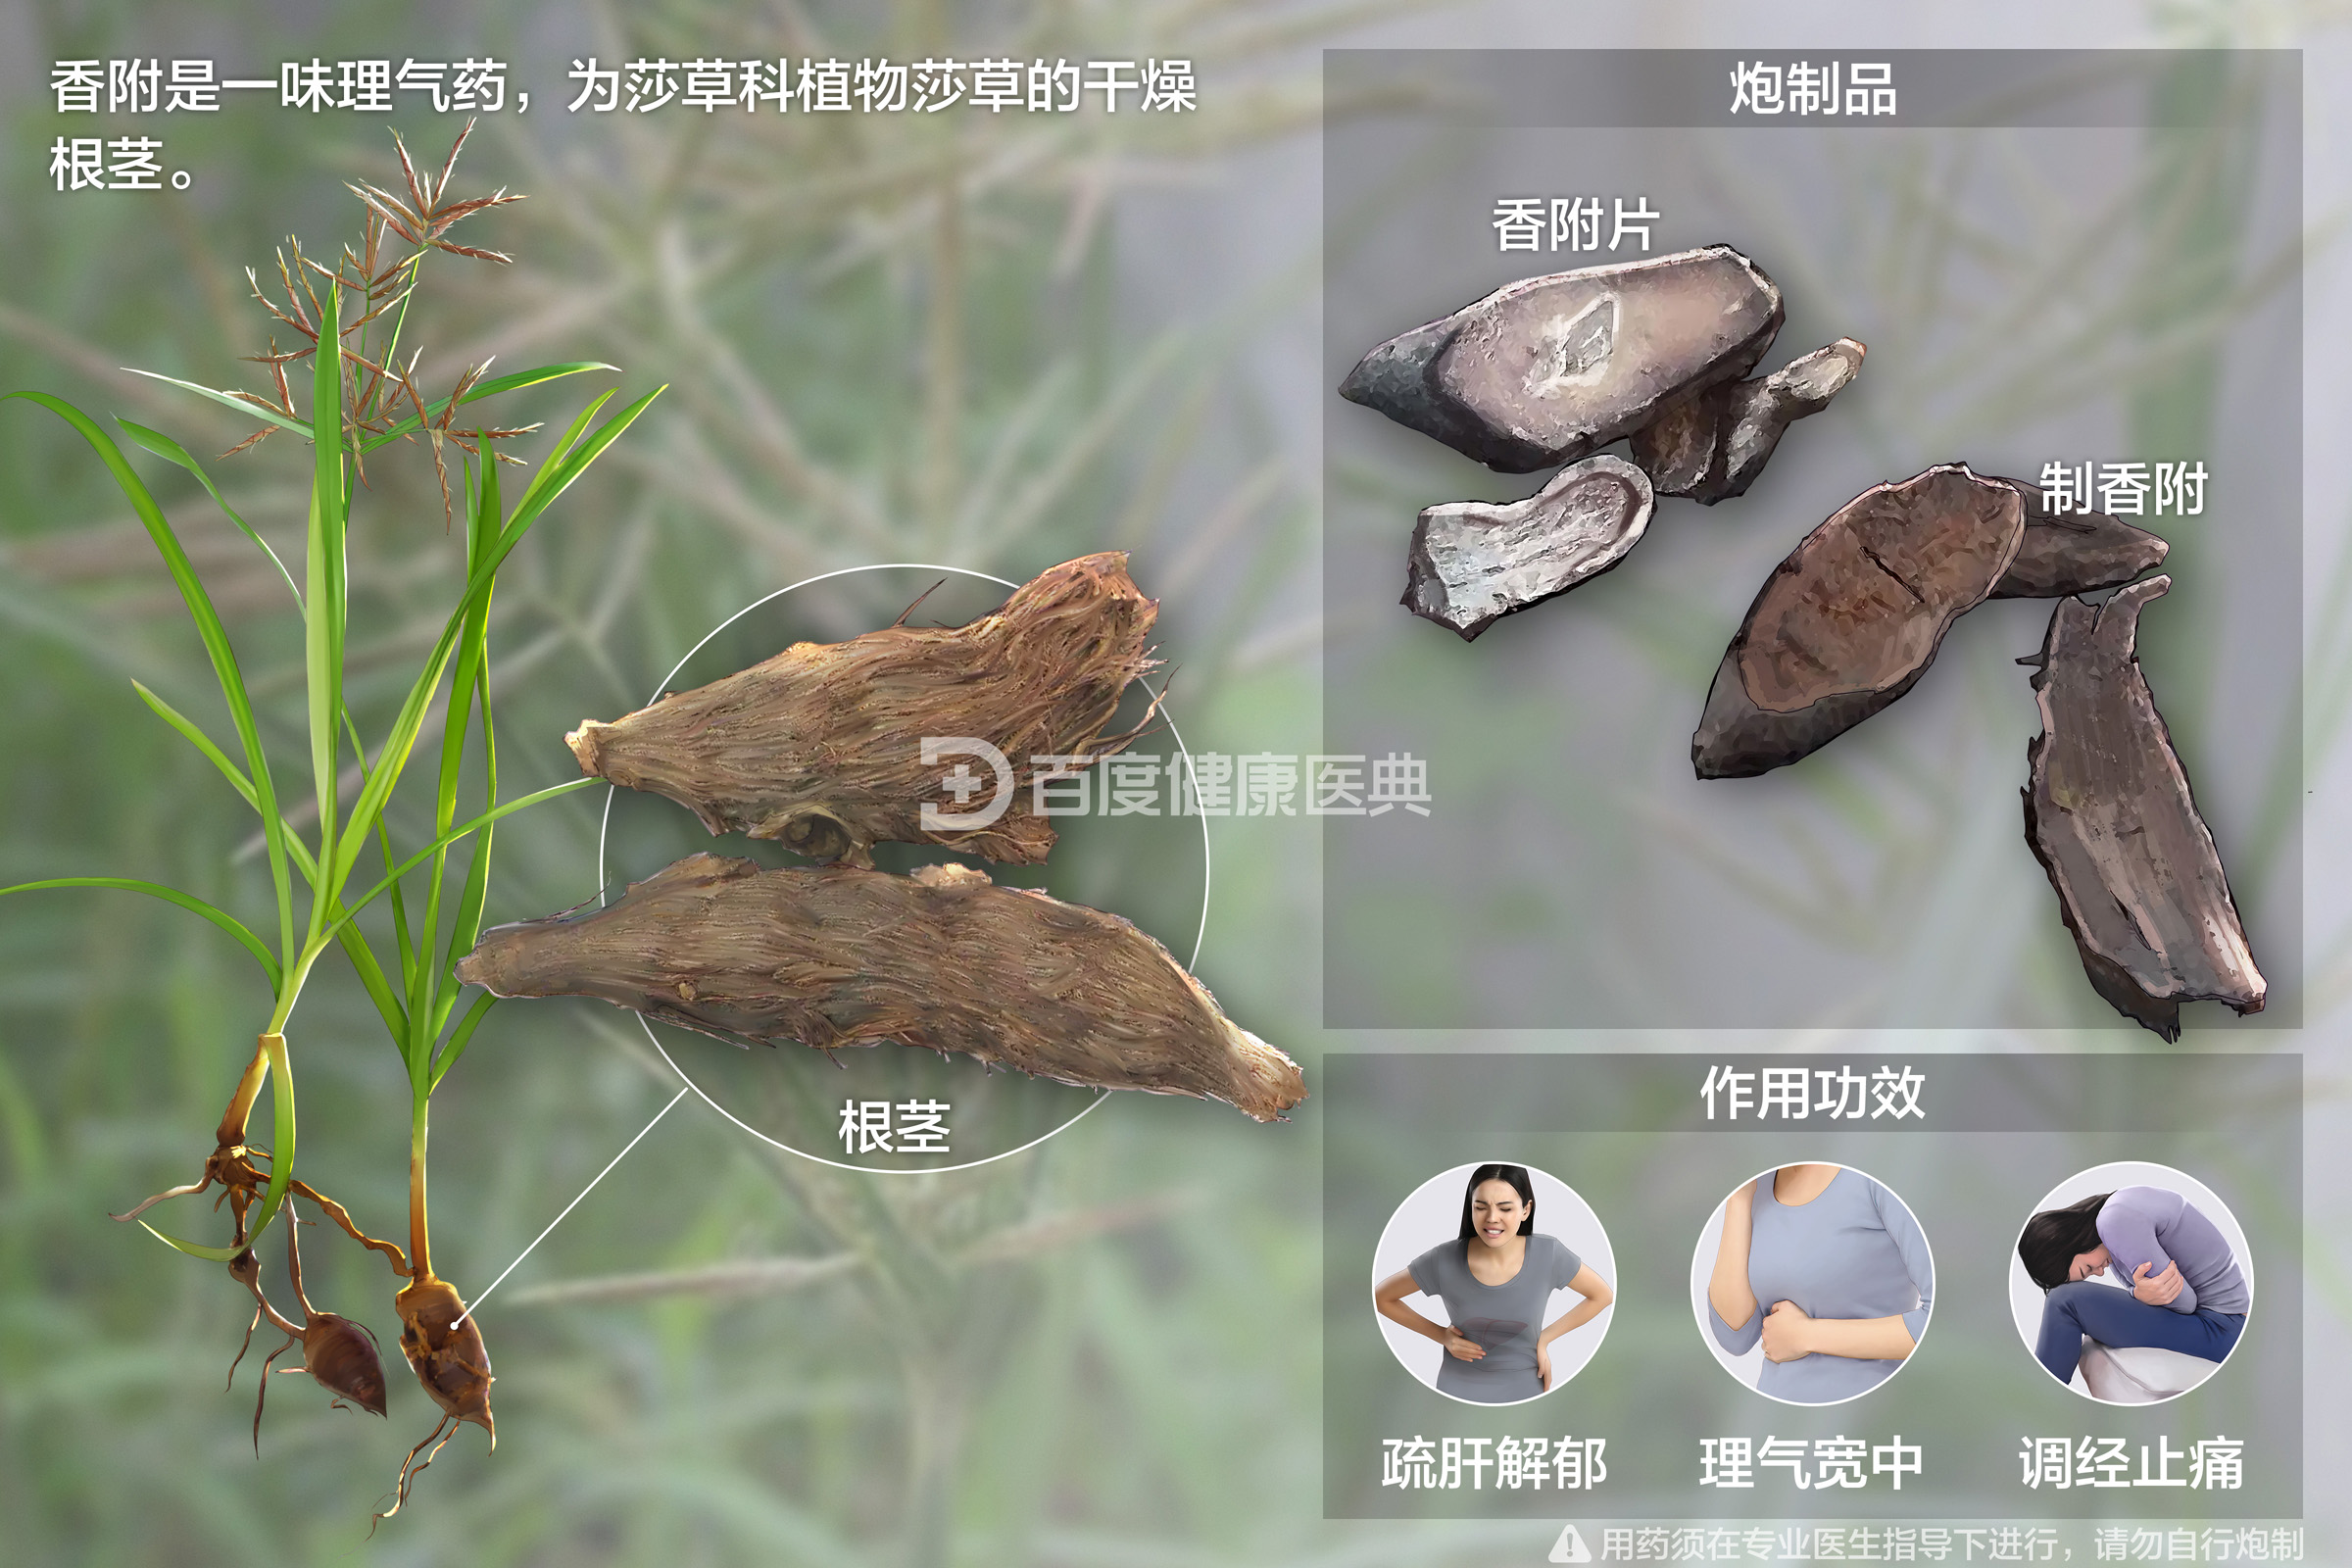 香附是一味理气药，为莎草科植物莎草的干燥
根茎。
根茎
百度健康医典
炮制品
香附片
制香附
作用功效
疏肝解郁
理气宽中
调经止痛
用药须在专业医生指导下进行，请勿自行炮制